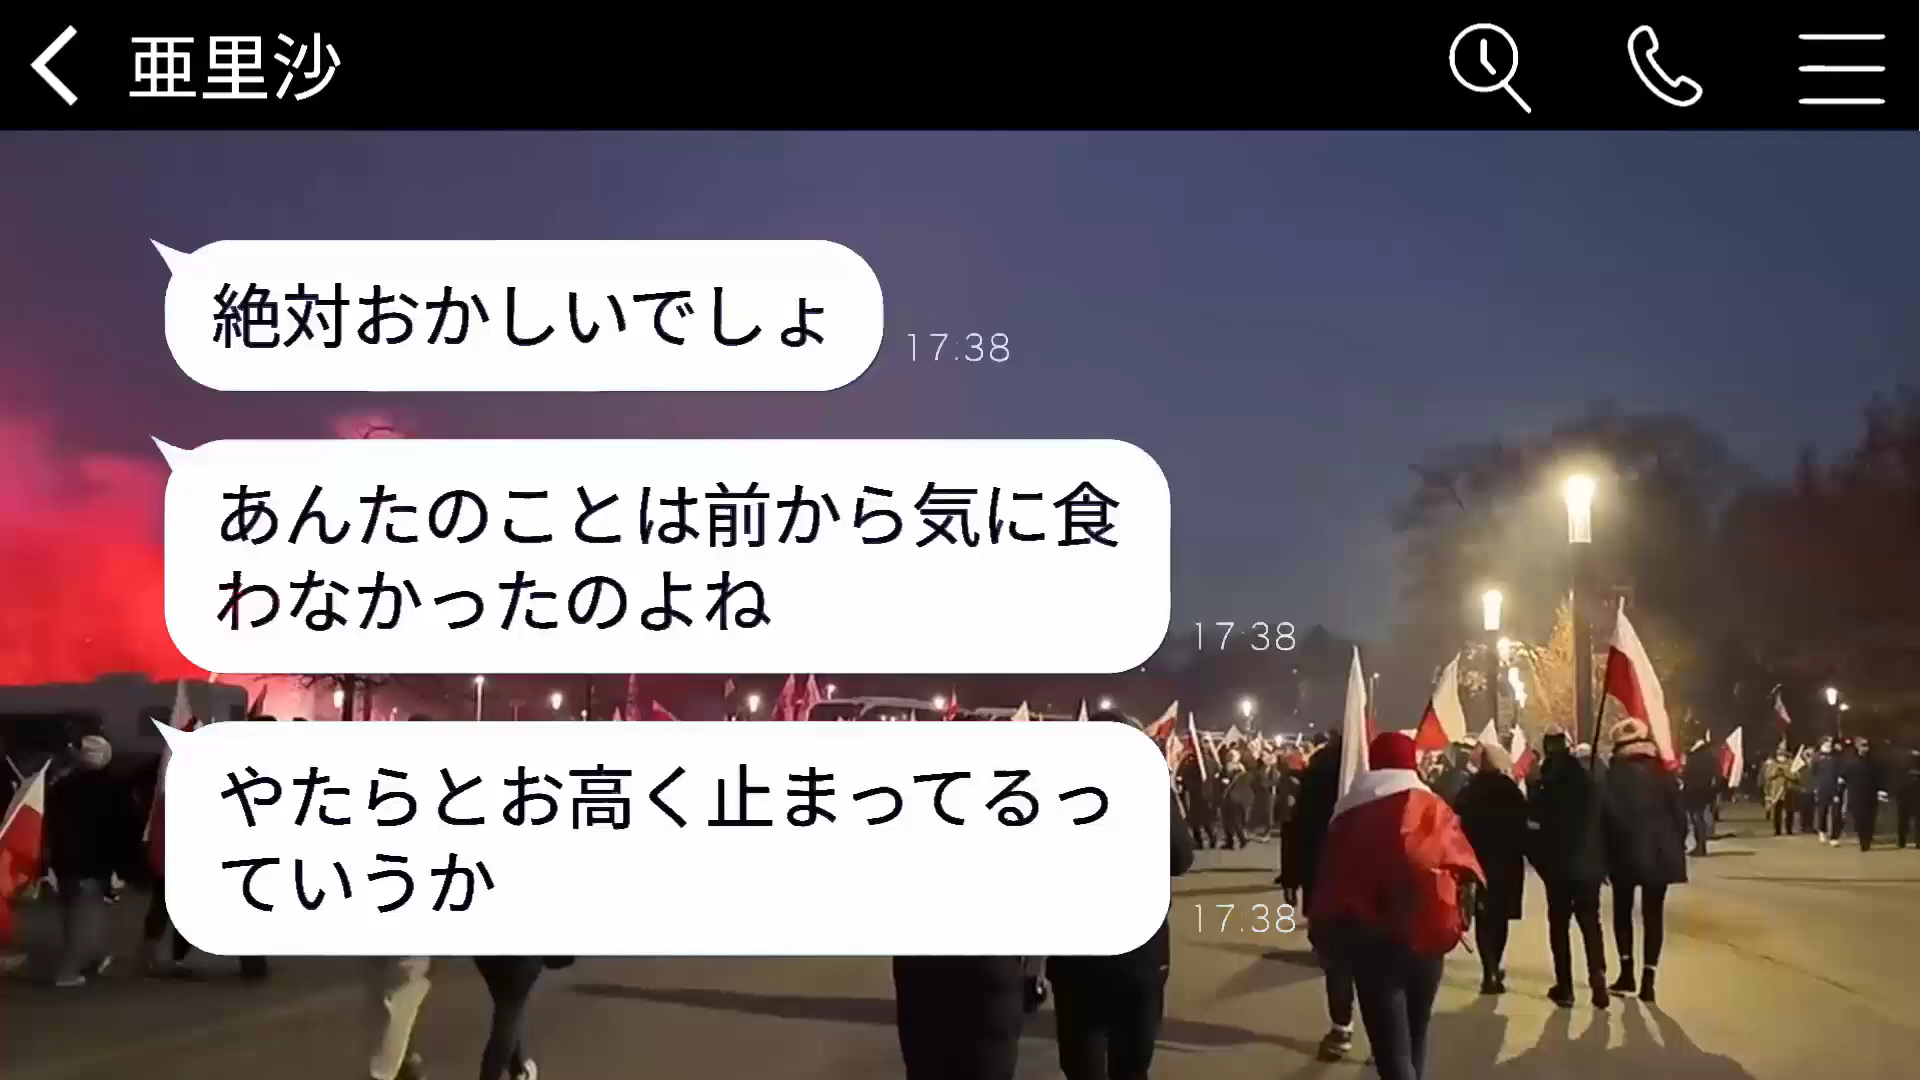 亜里沙
絶対おかしいでしょ
17:38
あんたのことは前から気に食
わなかったのよね
17:38
やたらとお高く止まってるっ
ていうか
17:38